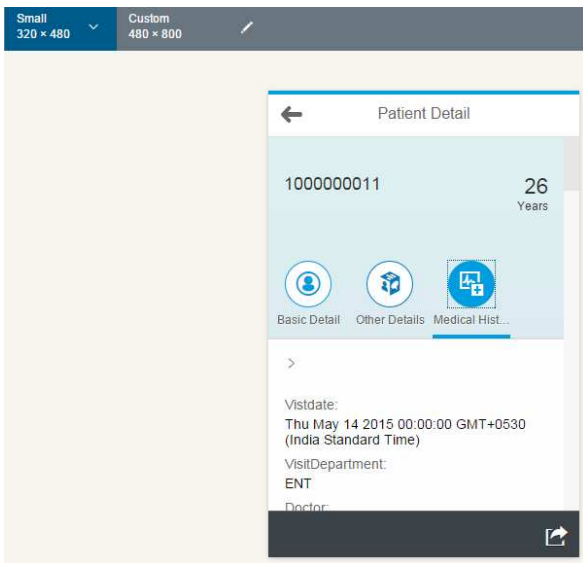 Small
320 × 480
Custom
480 × 800
Patient Detail
1000000011
26
Years
Basic Detail
Other Details
Medical Hist...
Vistdate:
Thu May 14 2015 00:00:00 GMT+0530
(India Standard Time)
VisitDepartment:
ENT
Doctor: